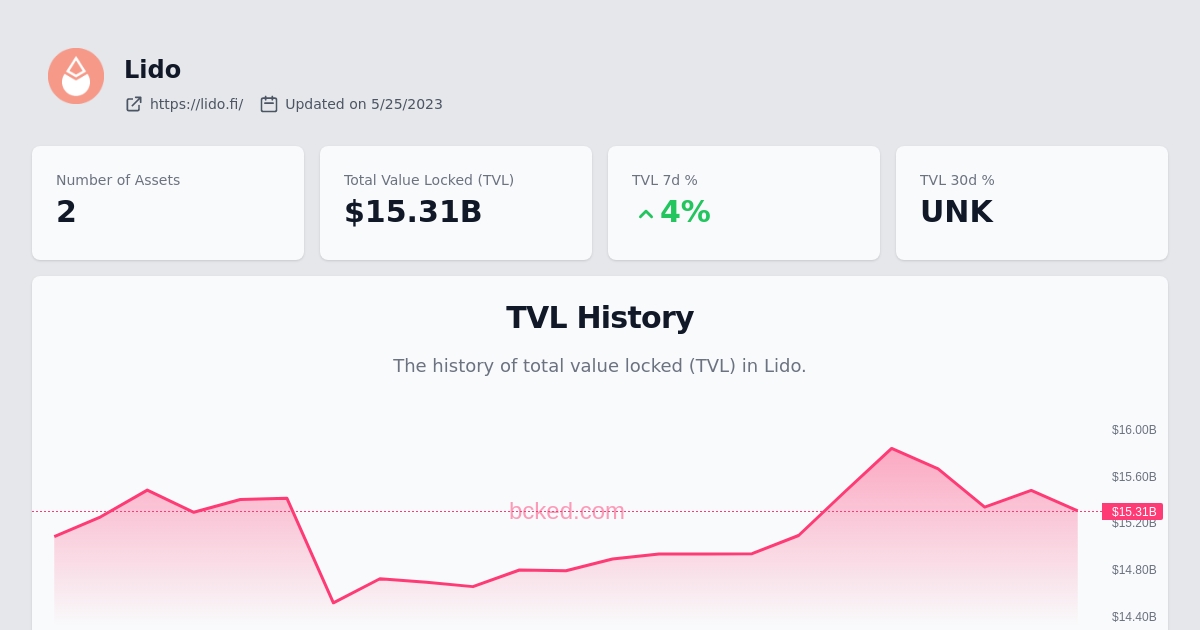 Lido
https://lido.fi/ Updated on 5/25/2023
Number of Assets
2
Total Value Locked (TVL)
$15.31B
TVL 7d %
4%
TVL 30d %
UNK
TVL History
The history of total value locked (TVL) in Lido.
$16.00B
$15.60B
bcked.com
$15.31B
$15.20B
$14.80B
$14.40B